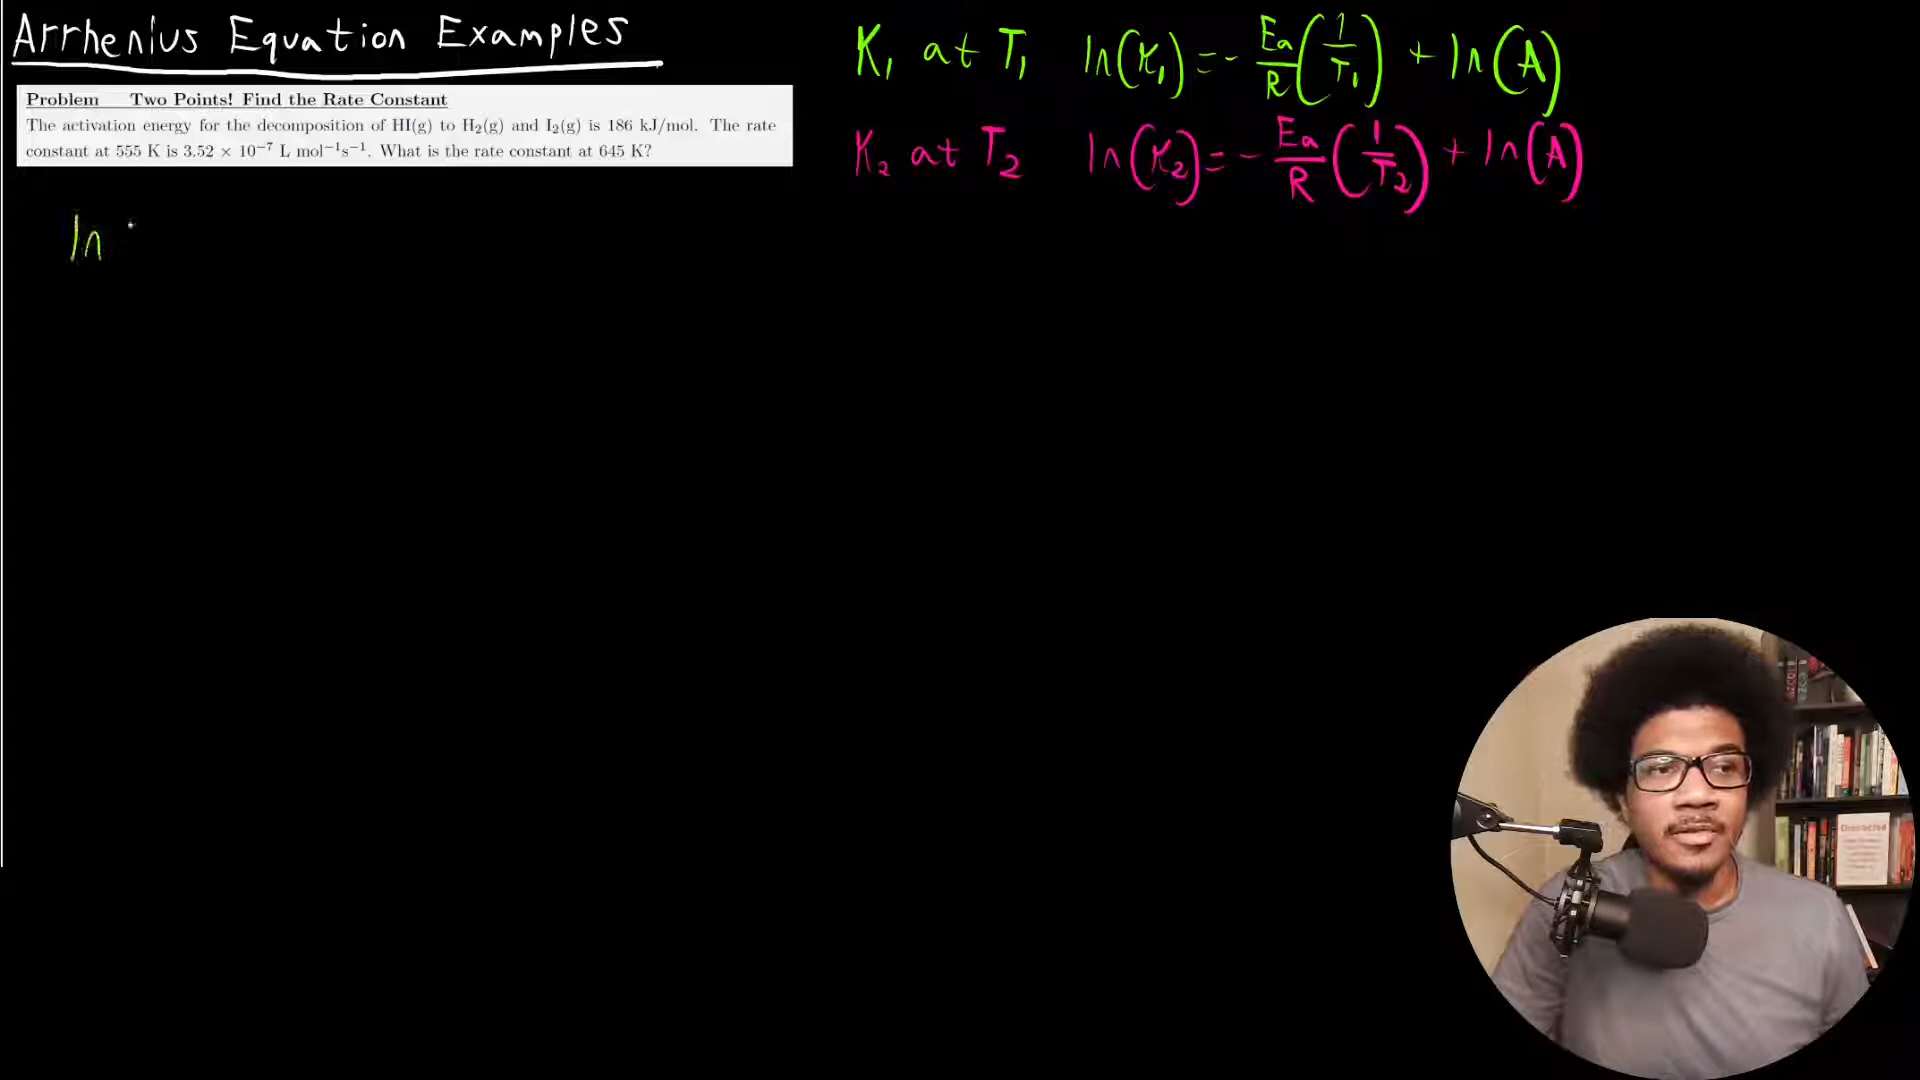 Arrhenius Equation Examples
Problem Two Points! Find the Rate Constant
The activation energy for the decomposition of HI(g) to H₂(g) and I₂(g) is 186 kJ/mol. The rate
constant at 555 K is 3.52 × 10⁻⁷ L mol⁻¹s⁻¹. What is the rate constant at 645 K?
K₁ at T₁ ln(K₁) = - Ea/R (1/T₁) + ln(A)
K₂ at T₂ ln(K₂) = - Ea/R (1/T₂) + ln(A)
ln
Distracted